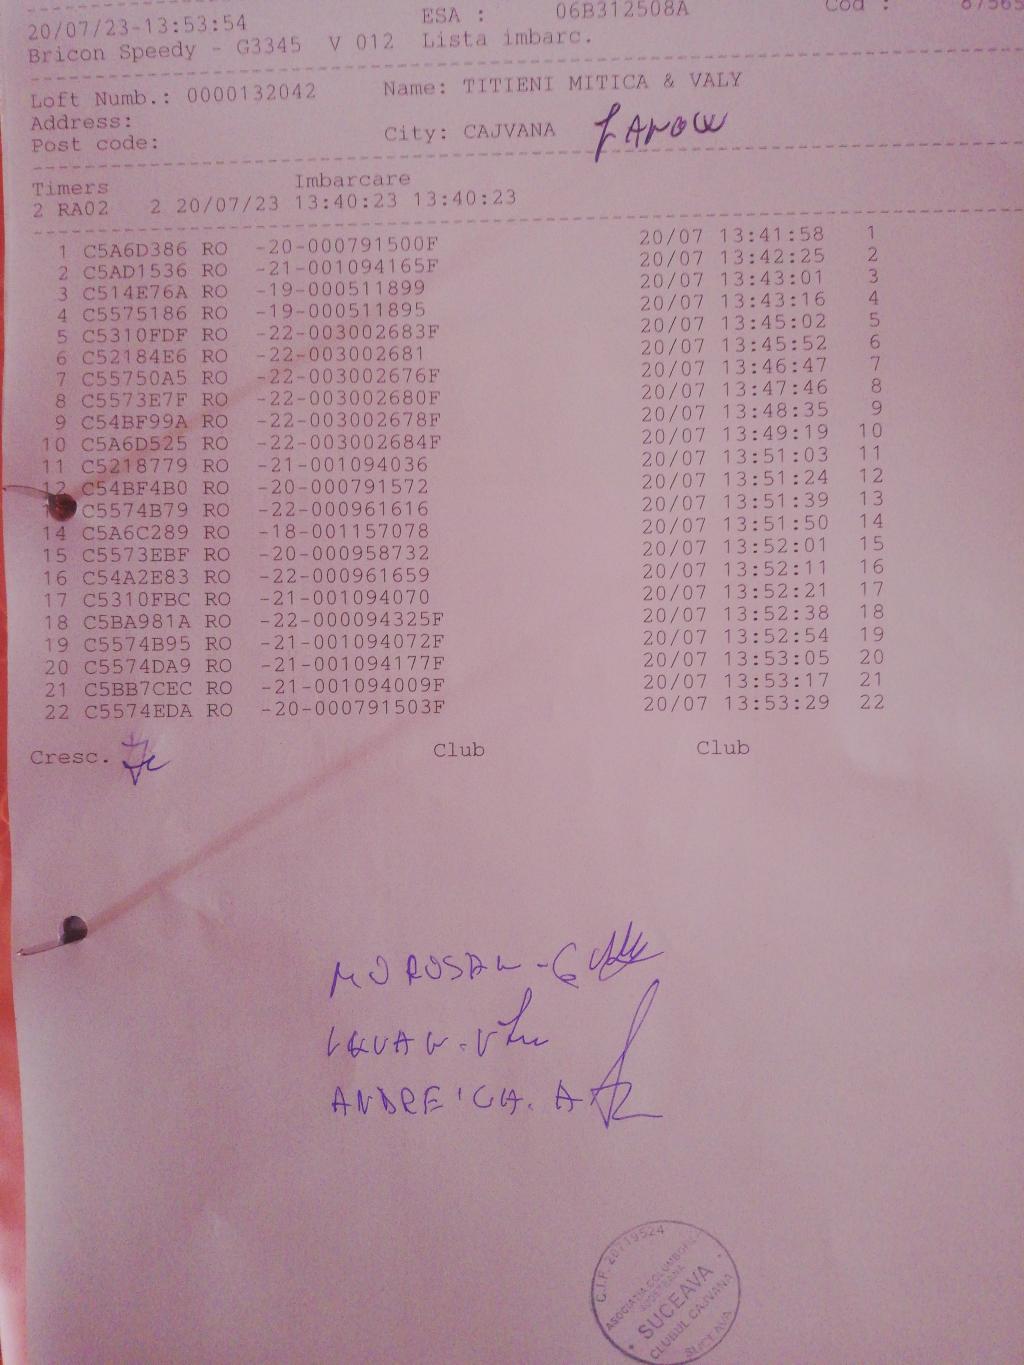 20/07/23-13:53:54 ESA : 06B312508A Cod :
Bricon Speedy - G3345 V 012 Lista imbarc.
Loft Numb.: 0000132042 Name: TITIENI MITICA & VALY
Address:
Post code: City: CAJVANA
Timers Imbarcare
2 RA02 2 20/07/23 13:40:23 13:40:23
1 C5A6D386 RO -20-000791500F 20/07 13:41:58 1
2 C5AD1536 RO -21-001094165F 20/07 13:42:25 2
3 C514E76A RO -19-000511899 20/07 13:43:01 3
4 C5575186 RO -19-000511895 20/07 13:43:16 4
5 C5310FDF RO -22-003002683F 20/07 13:45:02 5
6 C52184E6 RO -22-003002681 20/07 13:45:52 6
7 C55750A5 RO -22-003002676F 20/07 13:46:47 7
8 C5573E7F RO -22-003002680F 20/07 13:47:46 8
9 C54BF99A RO -22-003002678F 20/07 13:48:35 9
10 C5A6D525 RO -22-003002684F 20/07 13:49:19 10
11 C5218779 RO -21-001094036 20/07 13:51:03 11
12 C54BF4B0 RO -20-000791572 20/07 13:51:24 12
C5574B79 RO -22-000961616 20/07 13:51:39 13
14 C5A6C289 RO -18-001157078 20/07 13:51:50 14
15 C5573EBF RO -20-000958732 20/07 13:52:01 15
16 C54A2E83 RO -22-000961659 20/07 13:52:11 16
17 C5310FBC RO -21-001094070 20/07 13:52:21 17
18 C5BA981A RO -22-000094325F 20/07 13:52:38 18
19 C5574B95 RO -21-001094072F 20/07 13:52:54 19
20 C5574DA9 RO -21-001094177F 20/07 13:53:05 20
21 C5BB7CEC RO -21-001094009F 20/07 13:53:17 21
22 C5574EDA RO -20-000791503F 20/07 13:53:29 22
Cresc. Club Club
MOROSAN - G
ANDREICA. A
C.I.F. 20719524
SUCEAVA
CLUBUL CAJVANA
SUCEAVA